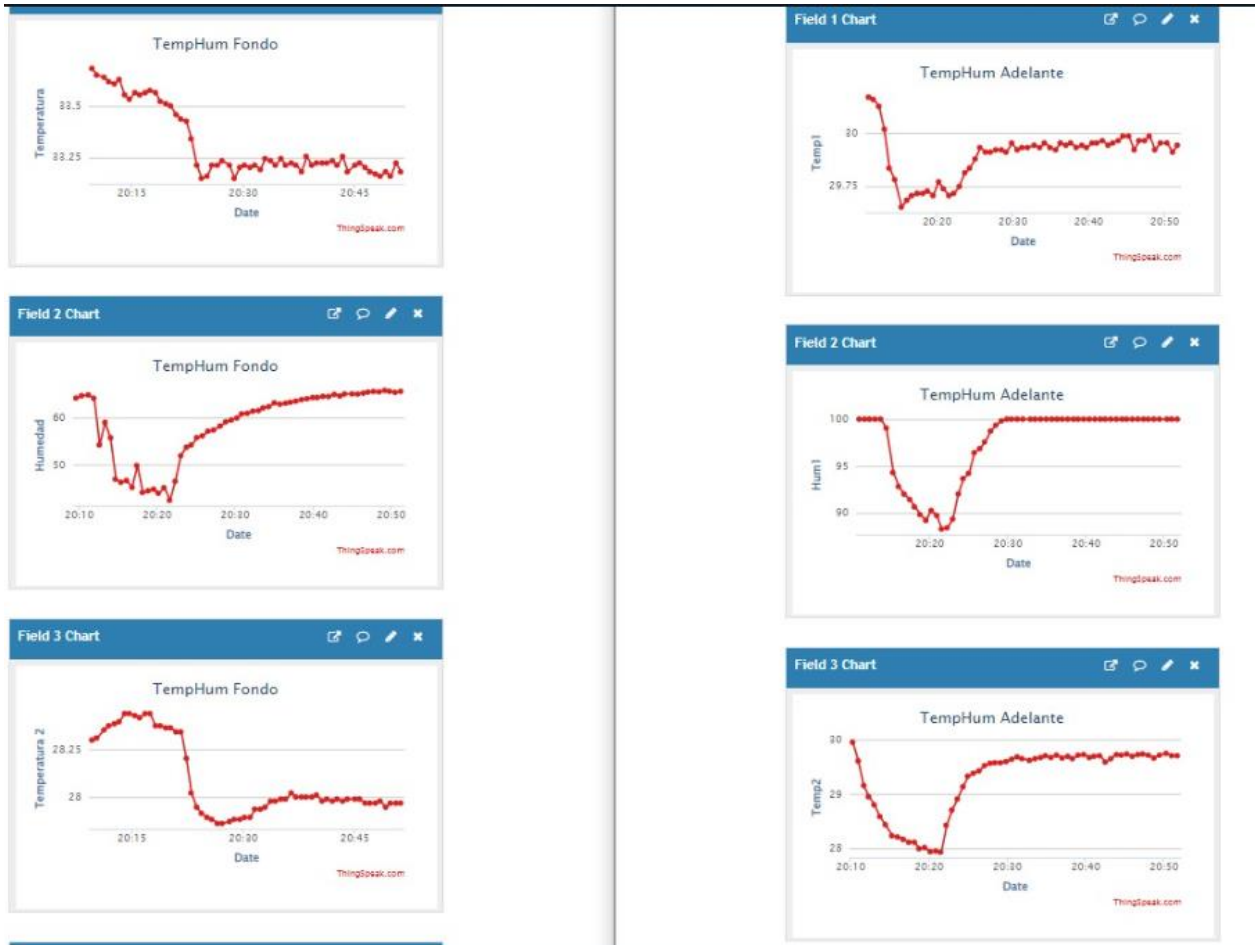 TempHum Fondo
Temperatura
33.5
33.25
20:15 20:30 20:45
Date
ThingSpeak.com
Field 2 Chart
TempHum Fondo
Humedad
60
50
20:10 20:20 20:30 20:40 20:50
Date
ThingSpeak.com
Field 3 Chart
TempHum Fondo
Temperatura 2
28.25
28
20:15 20:30 20:45
Date
ThingSpeak.com
Field 1 Chart
TempHum Adelante
Temp1
30
29.75
20:20 20:30 20:40 20:50
Date
ThingSpeak.com
Field 2 Chart
TempHum Adelante
Hum1
100
95
90
20:20 20:30 20:40 20:50
Date
ThingSpeak.com
Field 3 Chart
TempHum Adelante
Temp2
30
29
28
20:10 20:20 20:30 20:40 20:50
Date
ThingSpeak.com